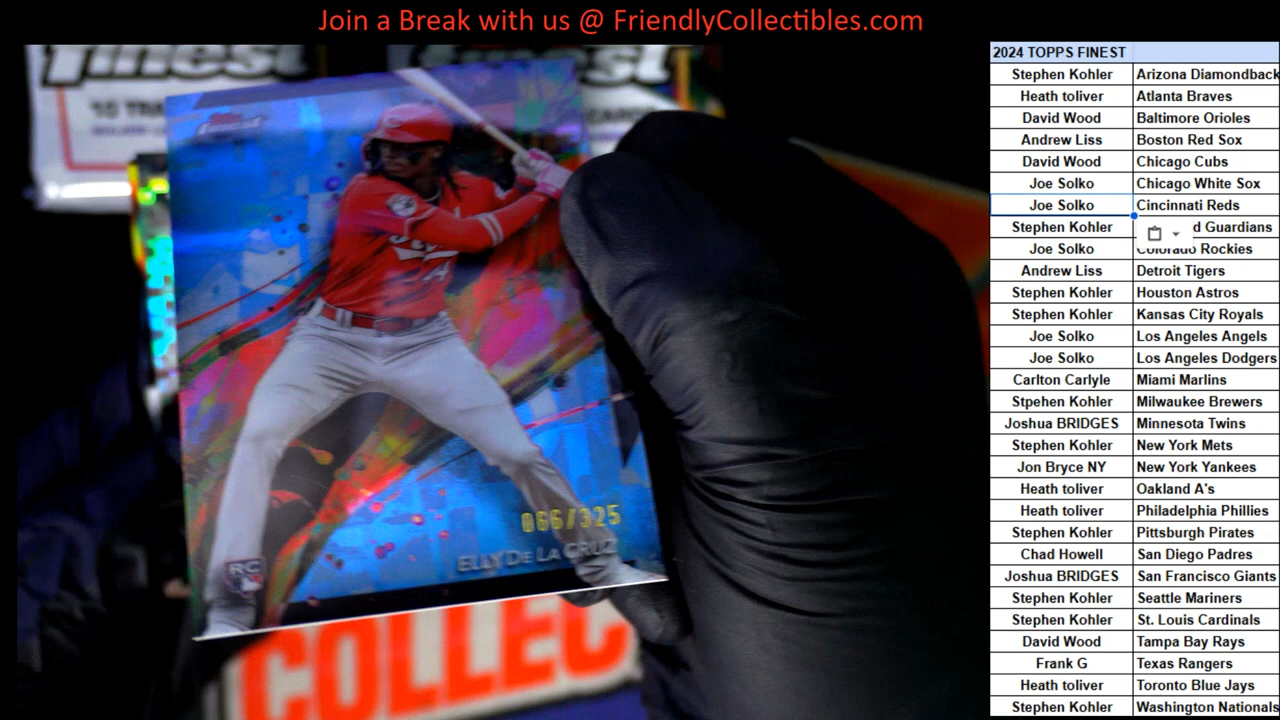 Join a Break with us @ FriendlyCollectibles.com
finest
finest
finest
066/325
ELLY DE LA CRUZ
RC
COLLEC
2024 TOPPS FINEST
Stephen Kohler Arizona Diamondback
Heath toliver Atlanta Braves
David Wood Baltimore Orioles
Andrew Liss Boston Red Sox
David Wood Chicago Cubs
Joe Solko Chicago White Sox
Joe Solko Cincinnati Reds
Stephen Kohler d Guardians
Joe Solko Colorado Rockies
Andrew Liss Detroit Tigers
Stephen Kohler Houston Astros
Stephen Kohler Kansas City Royals
Joe Solko Los Angeles Angels
Joe Solko Los Angeles Dodgers
Carlton Carlyle Miami Marlins
Stpehen Kohler Milwaukee Brewers
Joshua BRIDGES Minnesota Twins
Stephen Kohler New York Mets
Jon Bryce NY New York Yankees
Heath toliver Oakland A's
Heath toliver Philadelphia Phillies
Stephen Kohler Pittsburgh Pirates
Chad Howell San Diego Padres
Joshua BRIDGES San Francisco Giants
Stephen Kohler Seattle Mariners
Stephen Kohler St. Louis Cardinals
David Wood Tampa Bay Rays
Frank G Texas Rangers
Heath toliver Toronto Blue Jays
Stephen Kohler Washington Nationals